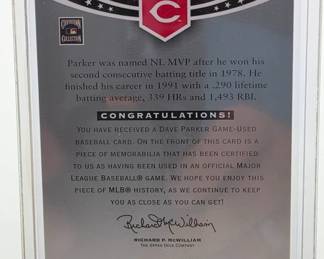 COOPERSTOWN
COLLECTION
C
Parker was named NL MVP after he won his
second consecutive batting title in 1978. He
finished his career in 1991 with a .290 lifetime
batting average, 339 HRs and 1,493 RBI.
CONGRATULATIONS!
YOU HAVE RECEIVED A DAVE PARKER GAME-USED
BASEBALL CARD. ON THE FRONT OF THIS CARD IS A
PIECE OF MEMORABILIA THAT HAS BEEN CERTIFIED
TO US AS HAVING BEEN USED IN AN OFFICIAL MAJOR
LEAGUE BASEBALL® GAME. WE HOPE YOU ENJOY THIS
PIECE OF MLB® HISTORY, AS WE CONTINUE TO KEEP
YOU AS CLOSE AS YOU CAN GET!
Richard McWilliam
RICHARD P. MCWILLIAM
THE UPPER DECK COMPANY